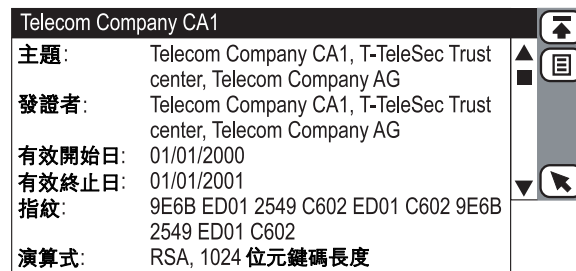 Telecom Company CA1
主題: Telecom Company CA1, T-TeleSec Trust
center, Telecom Company AG
發證者: Telecom Company CA1, T-TeleSec Trust
center, Telecom Company AG
有效開始日: 01/01/2000
有效終止日: 01/01/2001
指紋: 9E6B ED01 2549 C602 ED01 C602 9E6B
2549 ED01 C602
演算式: RSA, 1024 位元鍵碼長度